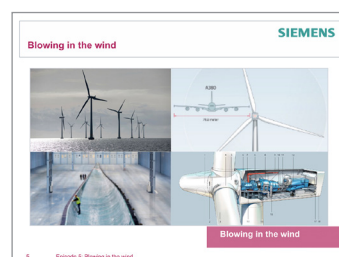 SIEMENS
Blowing in the wind
A380
Blowing in the wind
5 Episode 5: Blowing in the wind